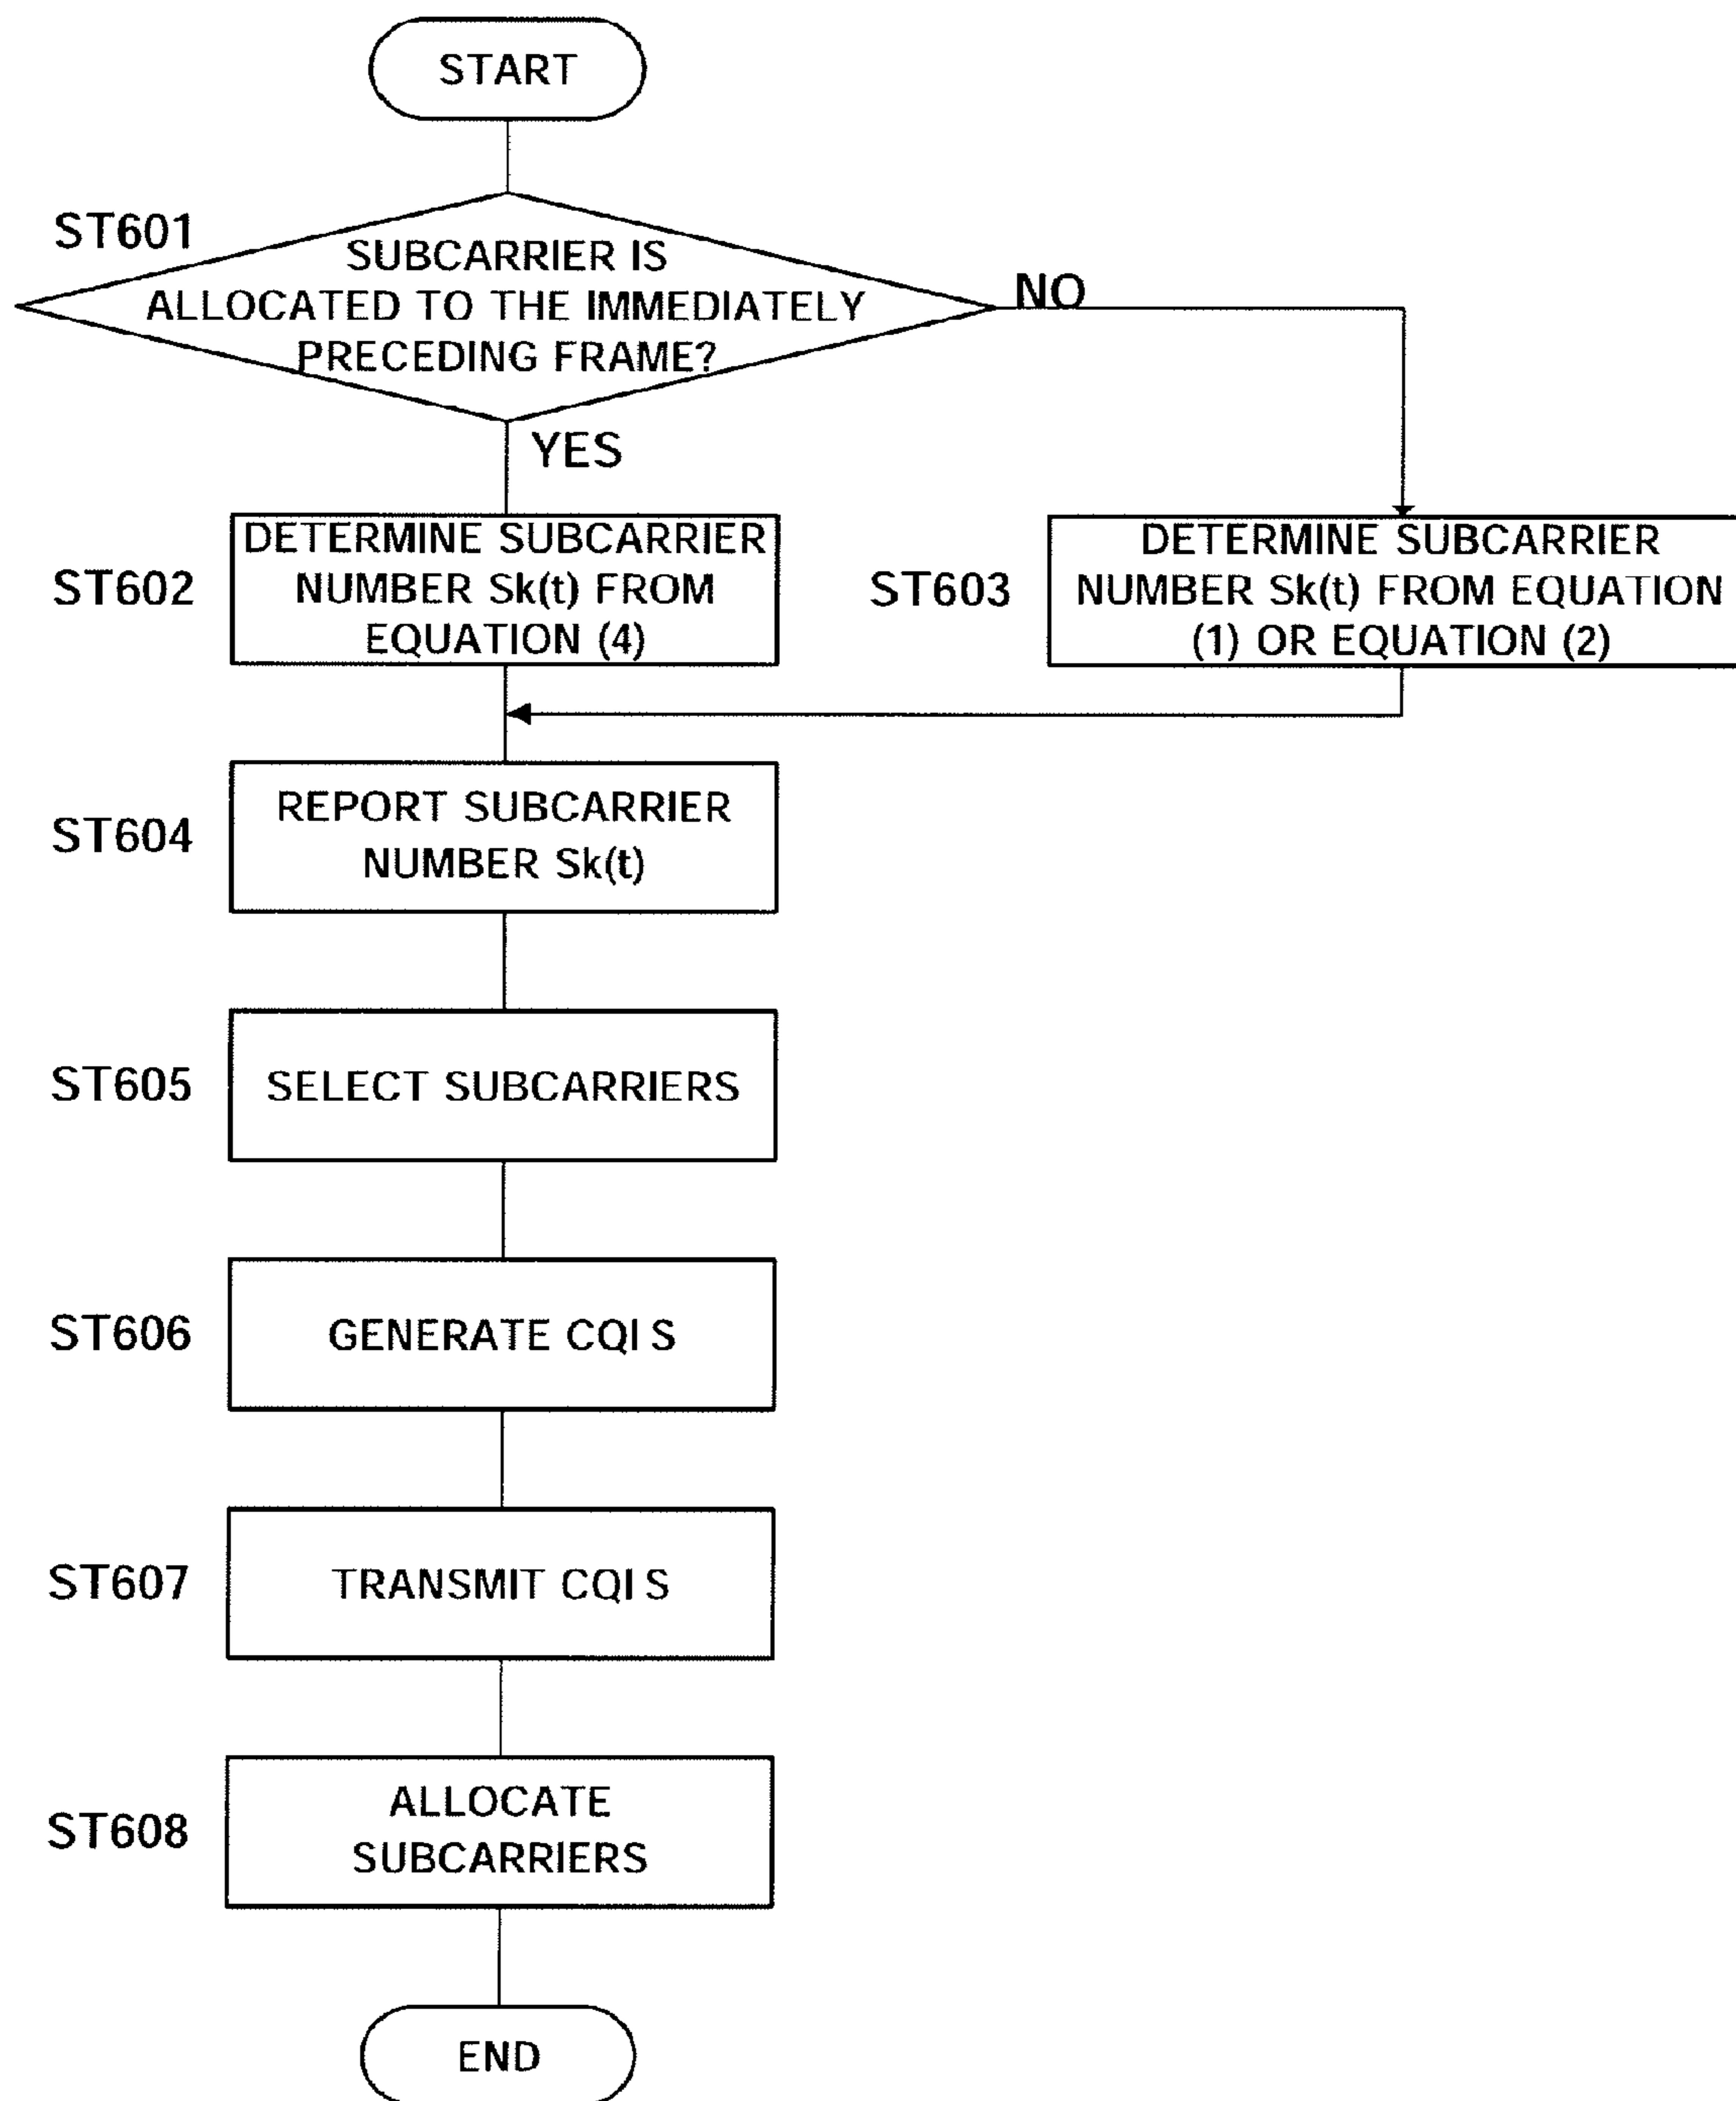 START
ST601
SUBCARRIER IS
ALLOCATED TO THE IMMEDIATELY
PRECEDING FRAME?
NO
YES
ST602
DETERMINE SUBCARRIER
NUMBER Sk(t) FROM
EQUATION (4)
ST603
DETERMINE SUBCARRIER
NUMBER Sk(t) FROM EQUATION
(1) OR EQUATION (2)
ST604
REPORT SUBCARRIER
NUMBER Sk(t)
ST605
SELECT SUBCARRIERS
ST606
GENERATE CQI S
ST607
TRANSMIT CQI S
ST608
ALLOCATE
SUBCARRIERS
END